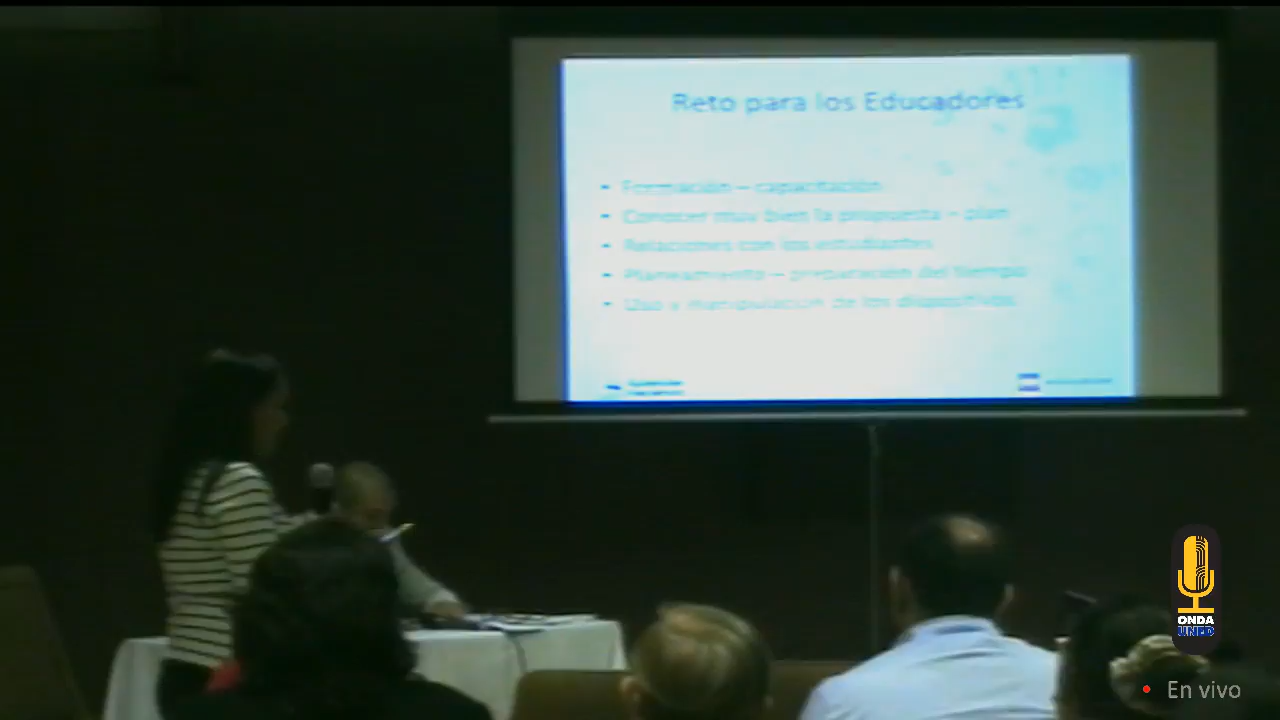 Reto para los Educadores
• Formación – capacitación
• Conocer muy bien la propuesta – plan
• Relaciones con los estudiantes
• Planeamiento – preparación del tiempo
• Uso y manipulación de los dispositivos
ONDA
UNED
• En vivo